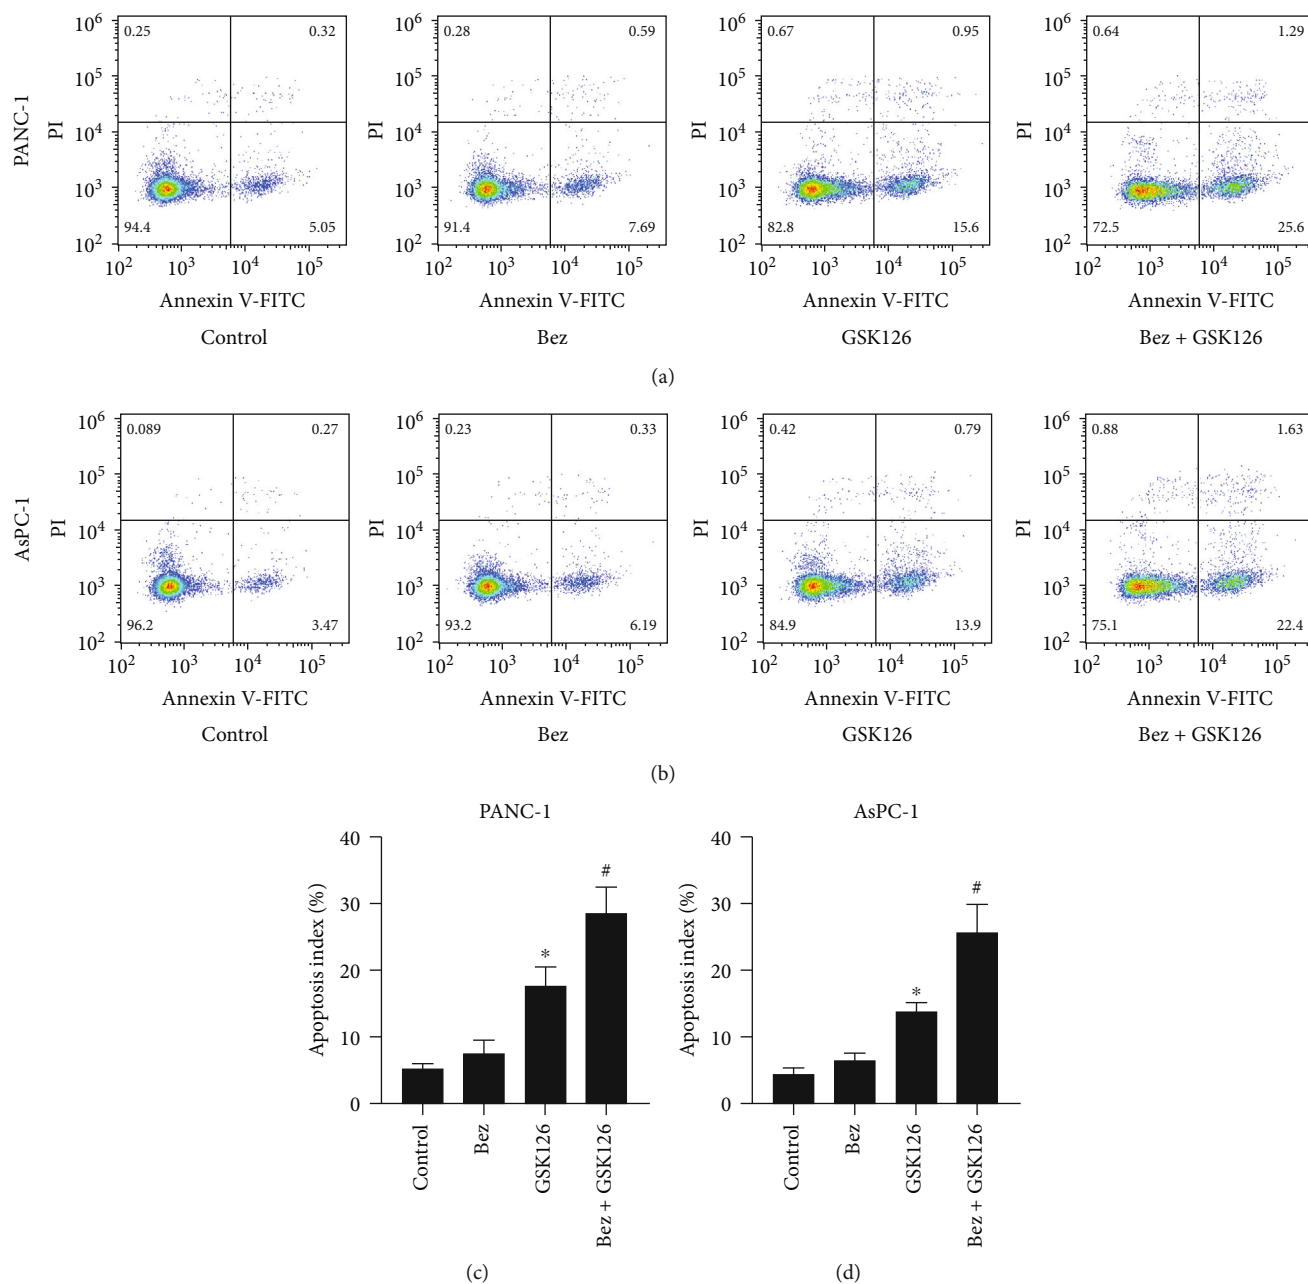 PANC-1
PI
10⁶
10⁵
10⁴
10³
10²
0.25 0.32
94.4 5.05
10² 10³ 10⁴ 10⁵
Annexin V-FITC
Control
PI
10⁶
10⁵
10⁴
10³
10²
0.28 0.59
91.4 7.69
10² 10³ 10⁴ 10⁵
Annexin V-FITC
Bez
PI
10⁶
10⁵
10⁴
10³
10²
0.67 0.95
82.8 15.6
10² 10³ 10⁴ 10⁵
Annexin V-FITC
GSK126
PI
10⁶
10⁵
10⁴
10³
10²
0.64 1.29
72.5 25.6
10² 10³ 10⁴ 10⁵
Annexin V-FITC
Bez + GSK126
(a)
AsPC-1
PI
10⁶
10⁵
10⁴
10³
10²
0.089 0.27
96.2 3.47
10² 10³ 10⁴ 10⁵
Annexin V-FITC
Control
PI
10⁶
10⁵
10⁴
10³
10²
0.23 0.33
93.2 6.19
10² 10³ 10⁴ 10⁵
Annexin V-FITC
Bez
PI
10⁶
10⁵
10⁴
10³
10²
0.42 0.79
84.9 13.9
10² 10³ 10⁴ 10⁵
Annexin V-FITC
GSK126
PI
10⁶
10⁵
10⁴
10³
10²
0.88 1.63
75.1 22.4
10² 10³ 10⁴ 10⁵
Annexin V-FITC
Bez + GSK126
(b)
PANC-1
Apoptosis index (%)
40
30
20
10
0
*
#
Control
Bez
GSK126
Bez + GSK126
(c)
AsPC-1
Apoptosis index (%)
40
30
20
10
0
*
#
Control
Bez
GSK126
Bez + GSK126
(d)